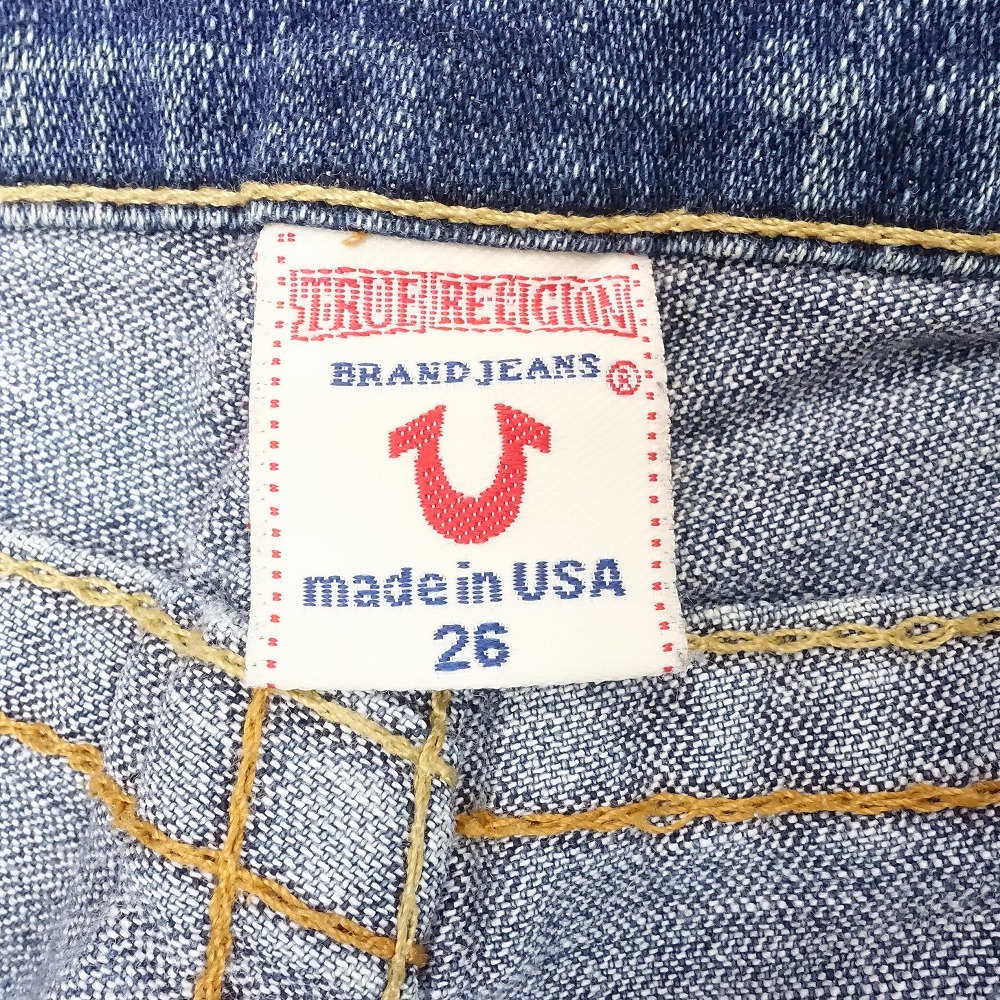 TRUE RELIGION
BRAND JEANS ®
made in USA
26